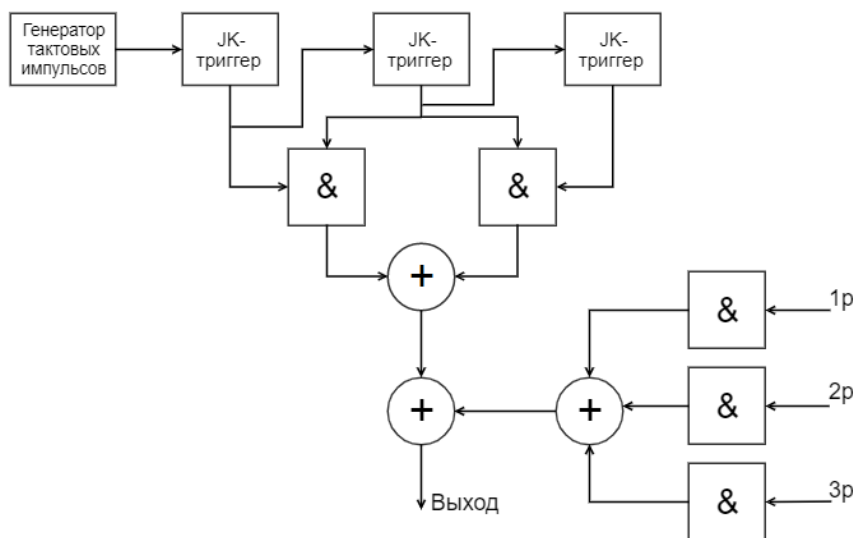 Генератор
тактовых
импульсов
JK-
триггер
JK-
триггер
JK-
триггер
&
&
+
&
1р
+
+
&
2р
&
3р
Выход